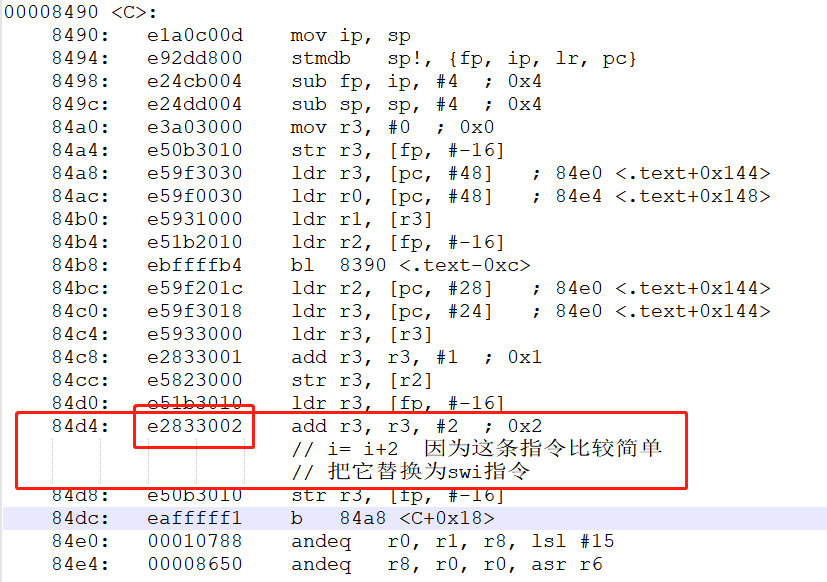 00008490 <C>:
8490: e1a0c00d mov ip, sp
8494: e92dd800 stmdb sp!, {fp, ip, lr, pc}
8498: e24cb004 sub fp, ip, #4 ; 0x4
849c: e24dd004 sub sp, sp, #4 ; 0x4
84a0: e3a03000 mov r3, #0 ; 0x0
84a4: e50b3010 str r3, [fp, #-16]
84a8: e59f3030 ldr r3, [pc, #48] ; 84e0 <.text+0x144>
84ac: e59f0030 ldr r0, [pc, #48] ; 84e4 <.text+0x148>
84b0: e5931000 ldr r1, [r3]
84b4: e51b2010 ldr r2, [fp, #-16]
84b8: ebffffb4 bl 8390 <.text-0xc>
84bc: e59f201c ldr r2, [pc, #28] ; 84e0 <.text+0x144>
84c0: e59f3018 ldr r3, [pc, #24] ; 84e0 <.text+0x144>
84c4: e5933000 ldr r3, [r3]
84c8: e2833001 add r3, r3, #1 ; 0x1
84cc: e5823000 str r3, [r2]
84d0: e51b3010 ldr r3, [fp, #-16]
84d4: e2833002 add r3, r3, #2 ; 0x2
// i= i+2 因为这条指令比较简单
// 把它替换为swi指令
84d8: e50b3010 str r3, [fp, #-16]
84dc: eafffff1 b 84a8 <C+0x18>
84e0: 00010788 andeq r0, r1, r8, lsl #15
84e4: 00008650 andeq r8, r0, r0, asr r6